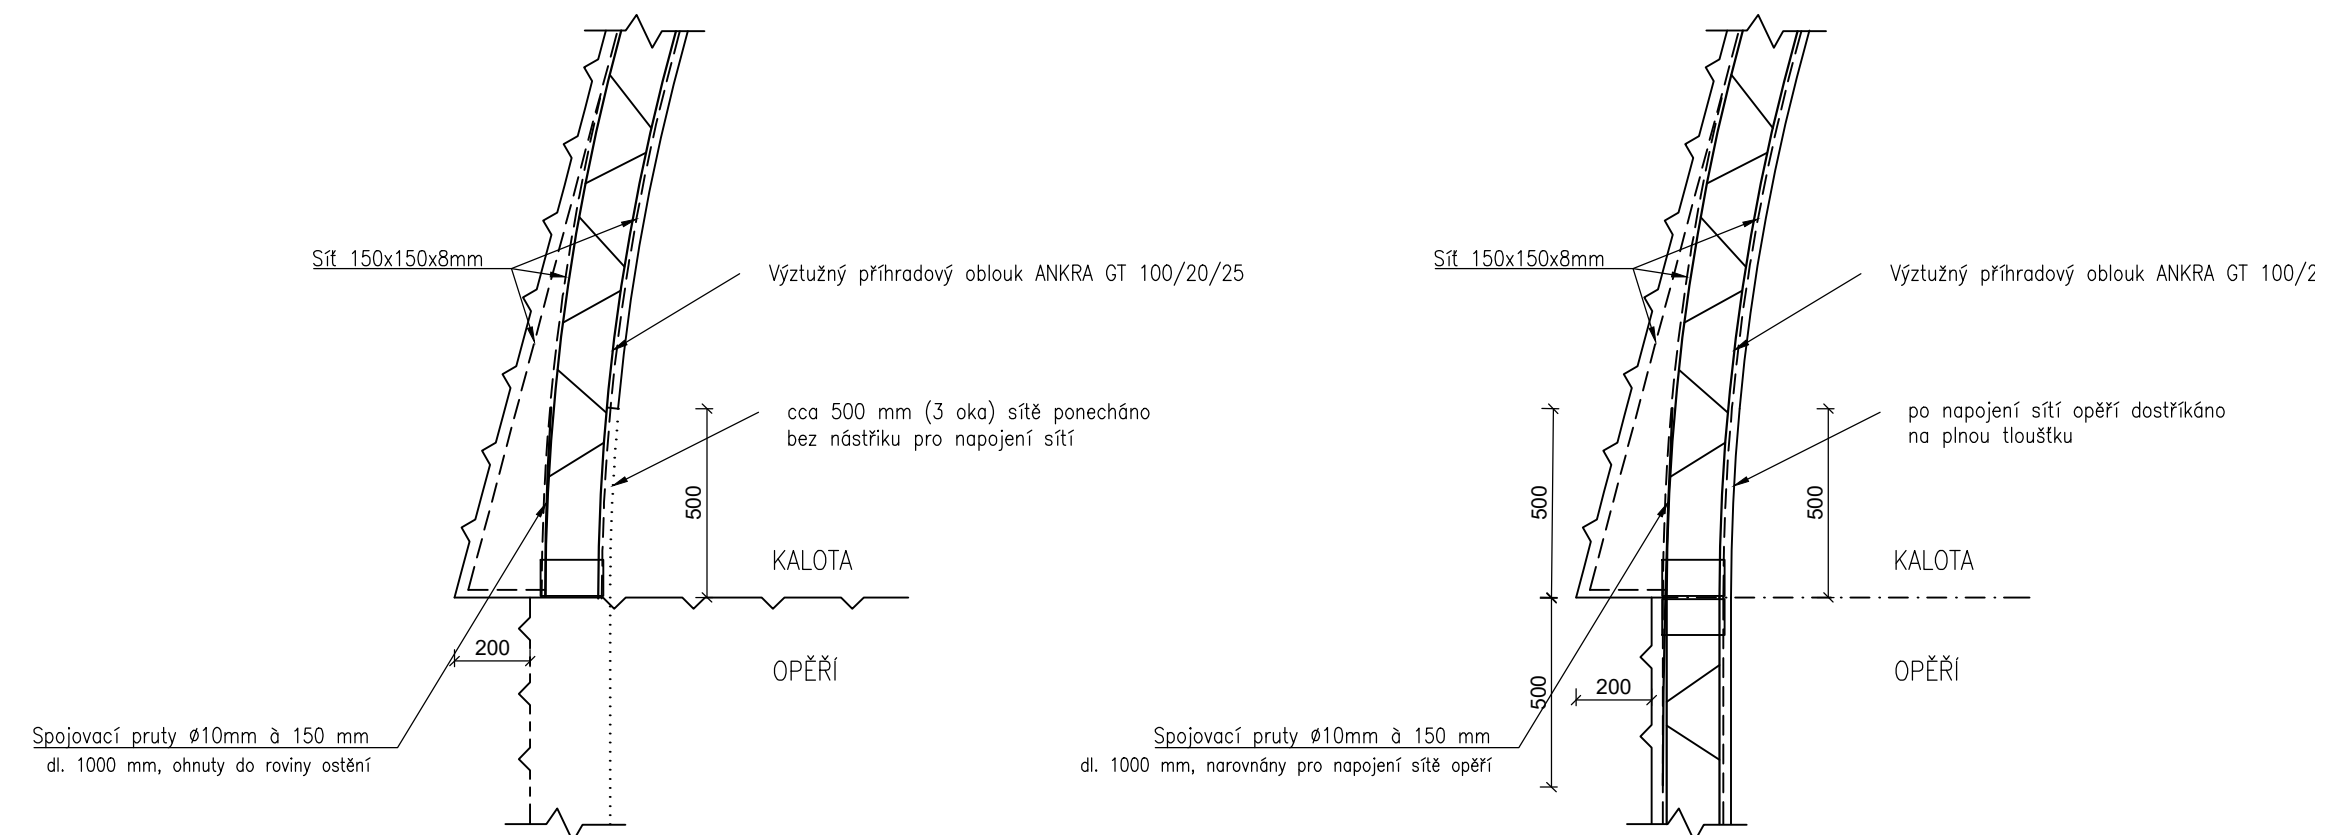 Síť 150x150x8mm
Výztužný příhradový oblouk ANKRA GT 100/20/25
cca 500 mm (3 oka) sítě ponecháno
bez nástřiku pro napojení sítí
500
KALOTA
OPĚŘÍ
200
Spojovací pruty Ø10mm à 150 mm
dl. 1000 mm, ohnuty do roviny ostění
Síť 150x150x8mm
Výztužný příhradový oblouk ANKRA GT 100/2
po napojení sítí opěří dostříkáno
na plnou tloušťku
500
500
KALOTA
OPĚŘÍ
500
200
Spojovací pruty Ø10mm à 150 mm
dl. 1000 mm, narovnány pro napojení sítě opěří